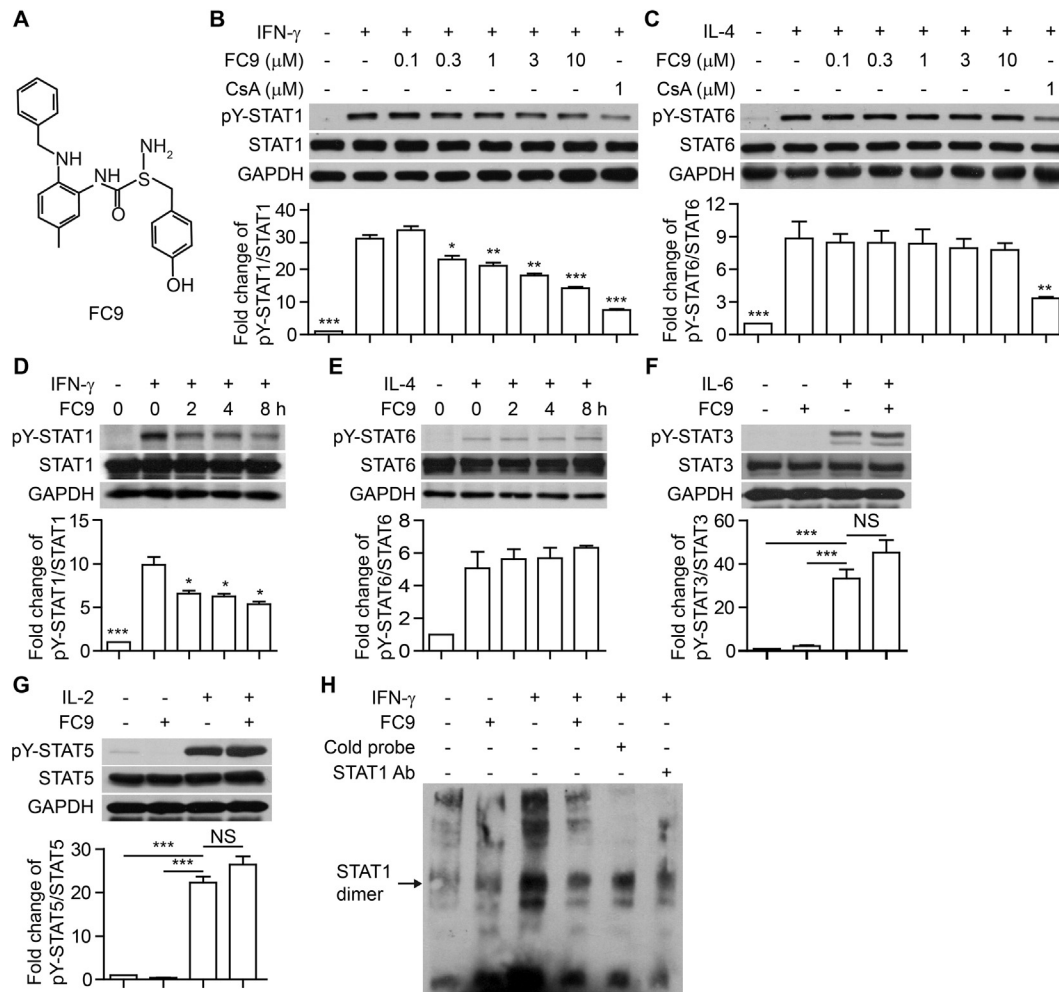 A
NH
NH
NH2
S
O
OH
FC9
B
IFN-γ - + + + + + + +
FC9 (μM) - - 0.1 0.3 1 3 10 -
CsA (μM) - - - - - - - 1
pY-STAT1
STAT1
GAPDH
Fold change of
pY-STAT1/STAT1
40
30
20
10
0
*** * ** ** *** ***
C
IL-4 - + + + + + + +
FC9 (μM) - - 0.1 0.3 1 3 10 -
CsA (μM) - - - - - - - 1
pY-STAT6
STAT6
GAPDH
Fold change of
pY-STAT6/STAT6
12
9
6
3
0
*** **
D
IFN-γ - + + + +
FC9 0 0 2 4 8 h
pY-STAT1
STAT1
GAPDH
Fold change of
pY-STAT1/STAT1
15
10
5
0
*** * * *
E
IL-4 - + + + +
FC9 0 0 2 4 8 h
pY-STAT6
STAT6
GAPDH
Fold change of
pY-STAT6/STAT6
8
6
4
2
0
F
IL-6 - - + +
FC9 - + - +
pY-STAT3
STAT3
GAPDH
Fold change of
pY-STAT3/STAT3
60
40
20
0
NS
***
***
G
IL-2 - - + +
FC9 - + - +
pY-STAT5
STAT5
GAPDH
Fold change of
pY-STAT5/STAT5
30
20
10
0
NS
***
***
H
IFN-γ - - + + + +
FC9 - + - + - -
Cold probe - - - - + -
STAT1 Ab - - - - - +
STAT1
dimer